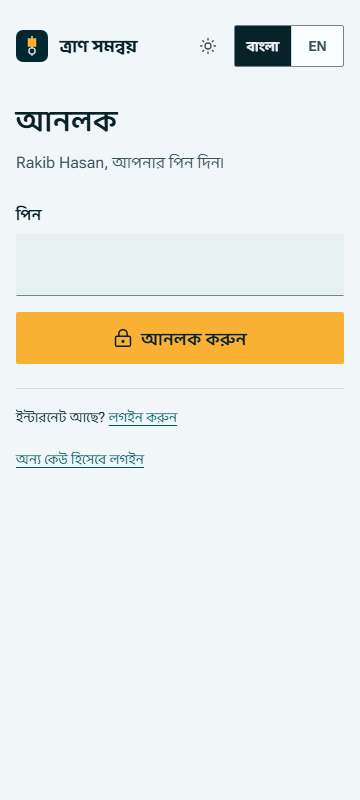 ত্রাণ সমন্বয়
বাংলা
EN
আনলক
Rakib Hasan, আপনার পিন দিন।
পিন
আনলক করুন
ইন্টারনেট আছে? লগইন করুন
অন্য কেউ হিসেবে লগইন